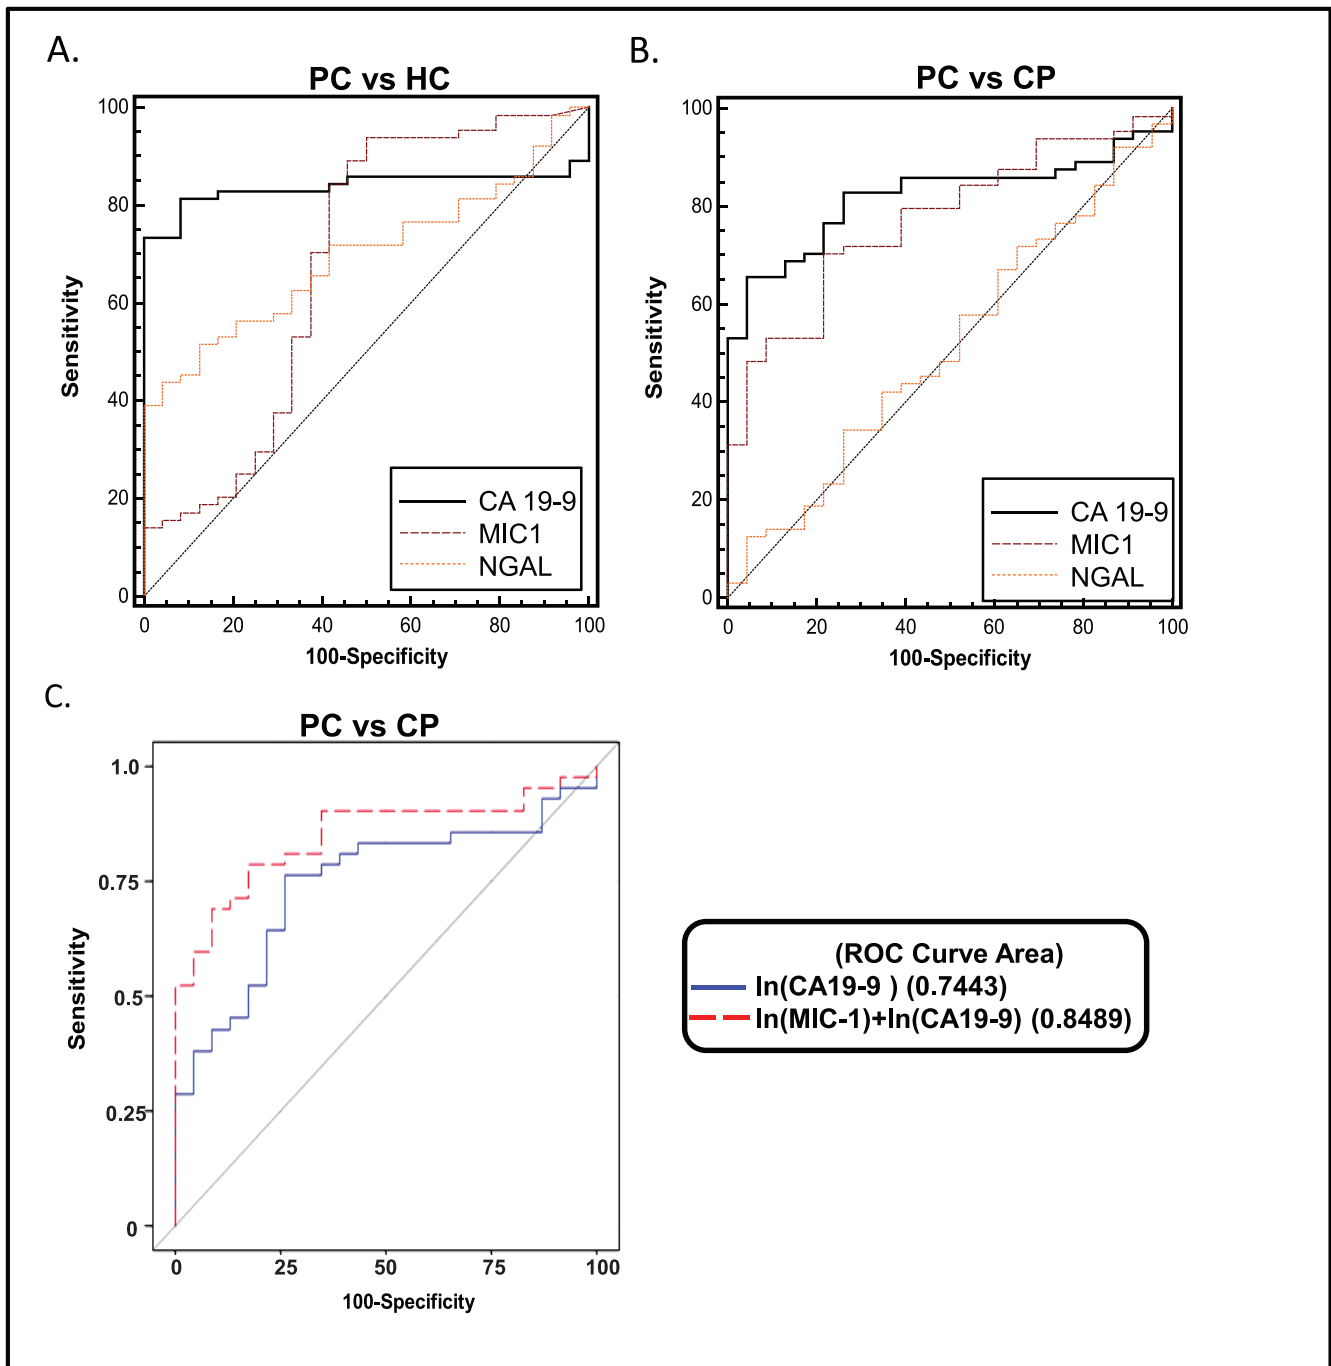 A.
PC vs HC
100
80
60
40
20
0
Sensitivity
0 20 40 60 80 100
100-Specificity
CA 19-9
MIC1
NGAL
B.
PC vs CP
100
80
60
40
20
0
Sensitivity
0 20 40 60 80 100
100-Specificity
CA 19-9
MIC1
NGAL
C.
PC vs CP
1.0
0.75
0.5
0.25
0
Sensitivity
0 25 50 75 100
100-Specificity
(ROC Curve Area)
ln(CA19-9 ) (0.7443)
ln(MIC-1)+ln(CA19-9) (0.8489)